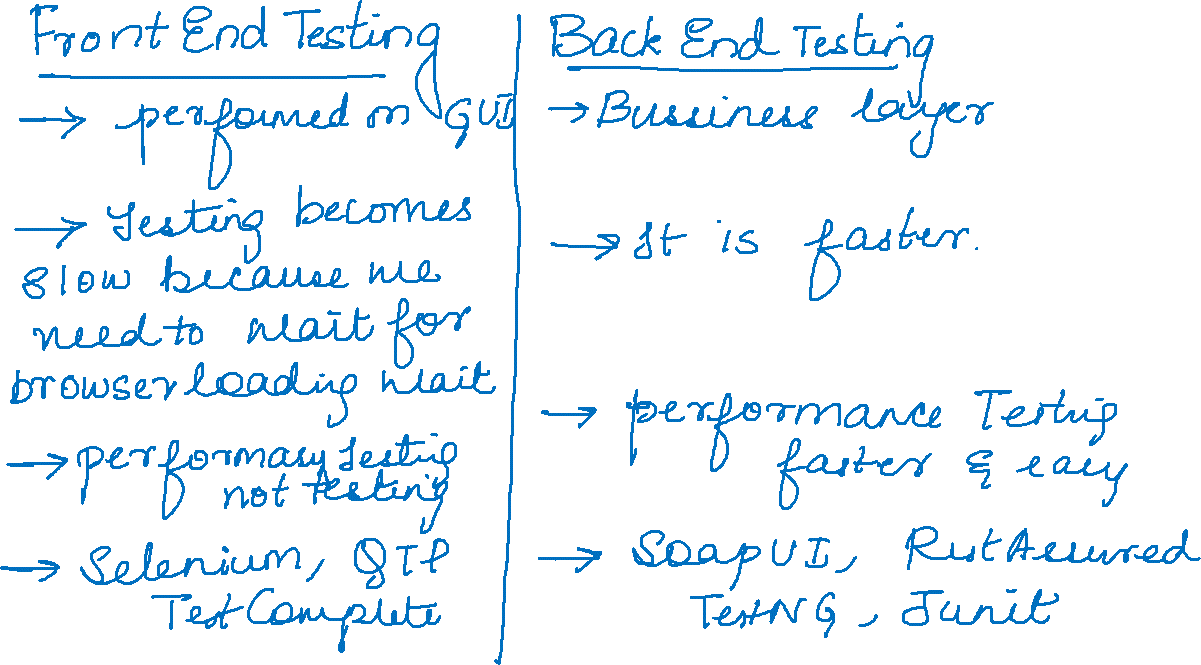 Front End Testing
→ performed on GUI
→ Testing becomes
slow because we
need to wait for
browser loading wait
→ testing
not testing
→ Selenium, QTP
TestComplete
Back End Testing
→ Bussiness layer
→ It is faster.
→ performance Testing
faster & easy
→ SoapUI, RestAssured
TestNG, Junit